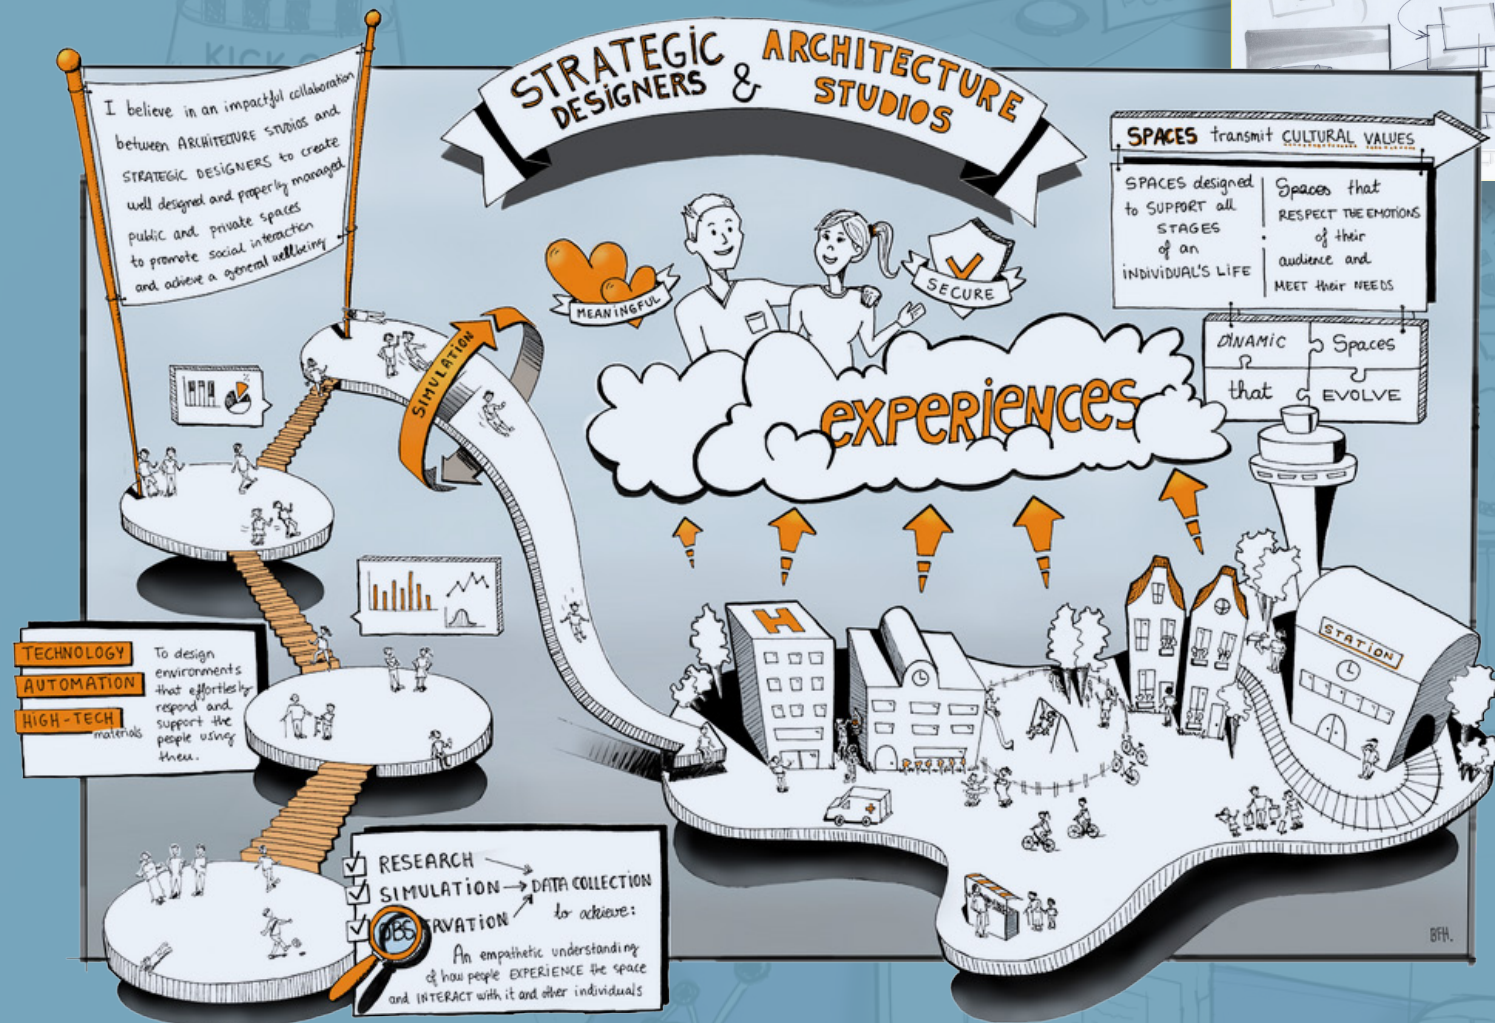 KICK O
STRATEGIC
DESIGNERS
&
ARCHITECTURE
STUDIOS
I believe in an impactful collaboration
between ARCHITECTURE STUDIOS and
STRATEGIC DESIGNERS to create
well designed and properly managed
public and private spaces
to promote social interaction
and achieve a general wellbeing
SPACES transmit CULTURAL VALUES
SPACES designed
to SUPPORT all
STAGES
of an
INDIVIDUAL'S LIFE
Spaces that
RESPECT THE EMOTIONS
of their
audience and
MEET their NEEDS
DINAMIC Spaces
that EVOLVE
MEANINGFUL
SECURE
EXPERIENCES
SIMULATION
%
TECHNOLOGY
AUTOMATION
HIGH-TECH
materials
To design
environments
that effortlessly
respond and
support the
people using
them.
H
STATION
RESEARCH
SIMULATION → DATA COLLECTION
OBSERVATION
to achieve:
An empathetic understanding
of how people EXPERIENCE the space
and INTERACT with it and other individuals
BFH.